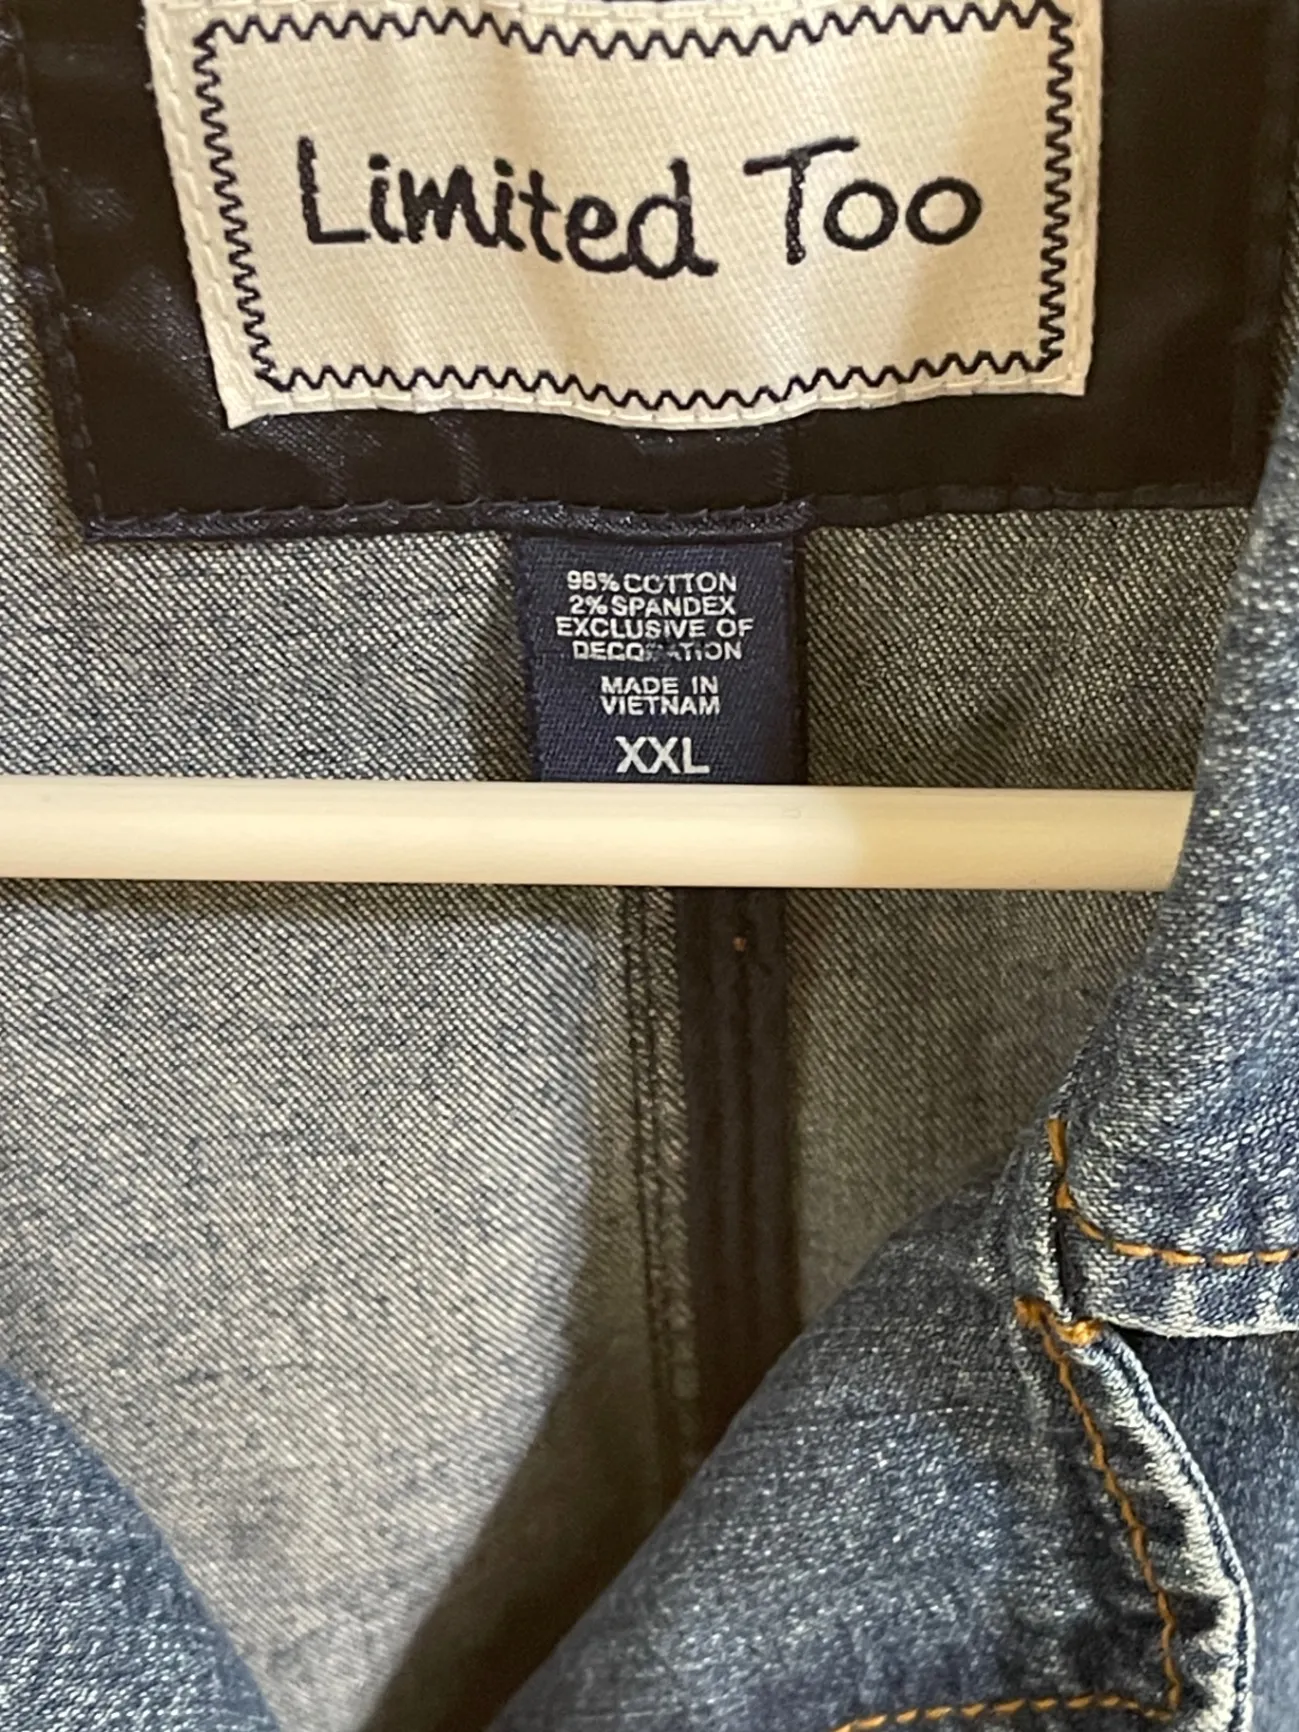 Limited Too
98% COTTON
2% SPANDEX
EXCLUSIVE OF
DECORATION
MADE IN
VIETNAM
XXL